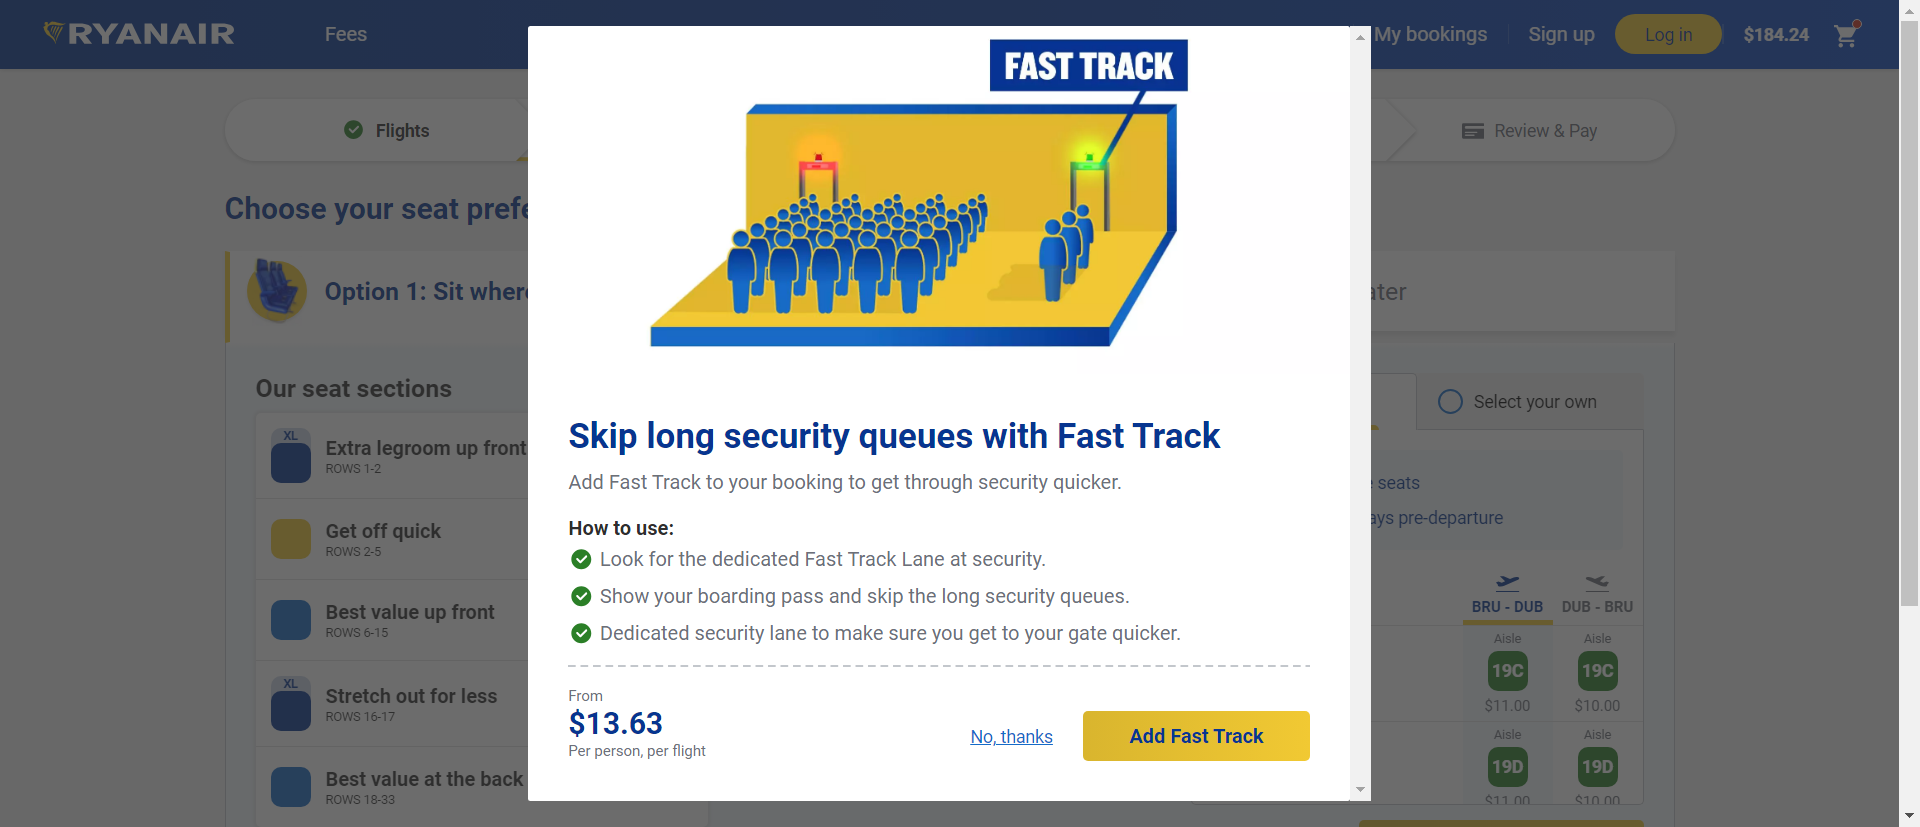 RYANAIR
Fees
My bookings
Sign up
Log in
$184.24
Flights
Review & Pay
Choose your seat
Option 1: Sit
Our seat sections
XL
Extra legroom up front
ROWS 1-2
Get off quick
ROWS 2-5
Best value up front
ROWS 6-15
XL
Stretch out for less
ROWS 16-17
Best value at the back
ROWS 18-33
FAST TRACK
Skip long security queues with Fast Track
Add Fast Track to your booking to get through security quicker.
How to use:
Look for the dedicated Fast Track Lane at security.
Show your boarding pass and skip the long security queues.
Dedicated security lane to make sure you get to your gate quicker.
From
$13.63
Per person, per flight
No, thanks
Add Fast Track
Select your own
seats
pre-departure
BRU - DUB
DUB - BRU
Aisle
Aisle
19C
19C
$11.00
$10.00
Aisle
Aisle
19D
19D
$11.00
$10.00